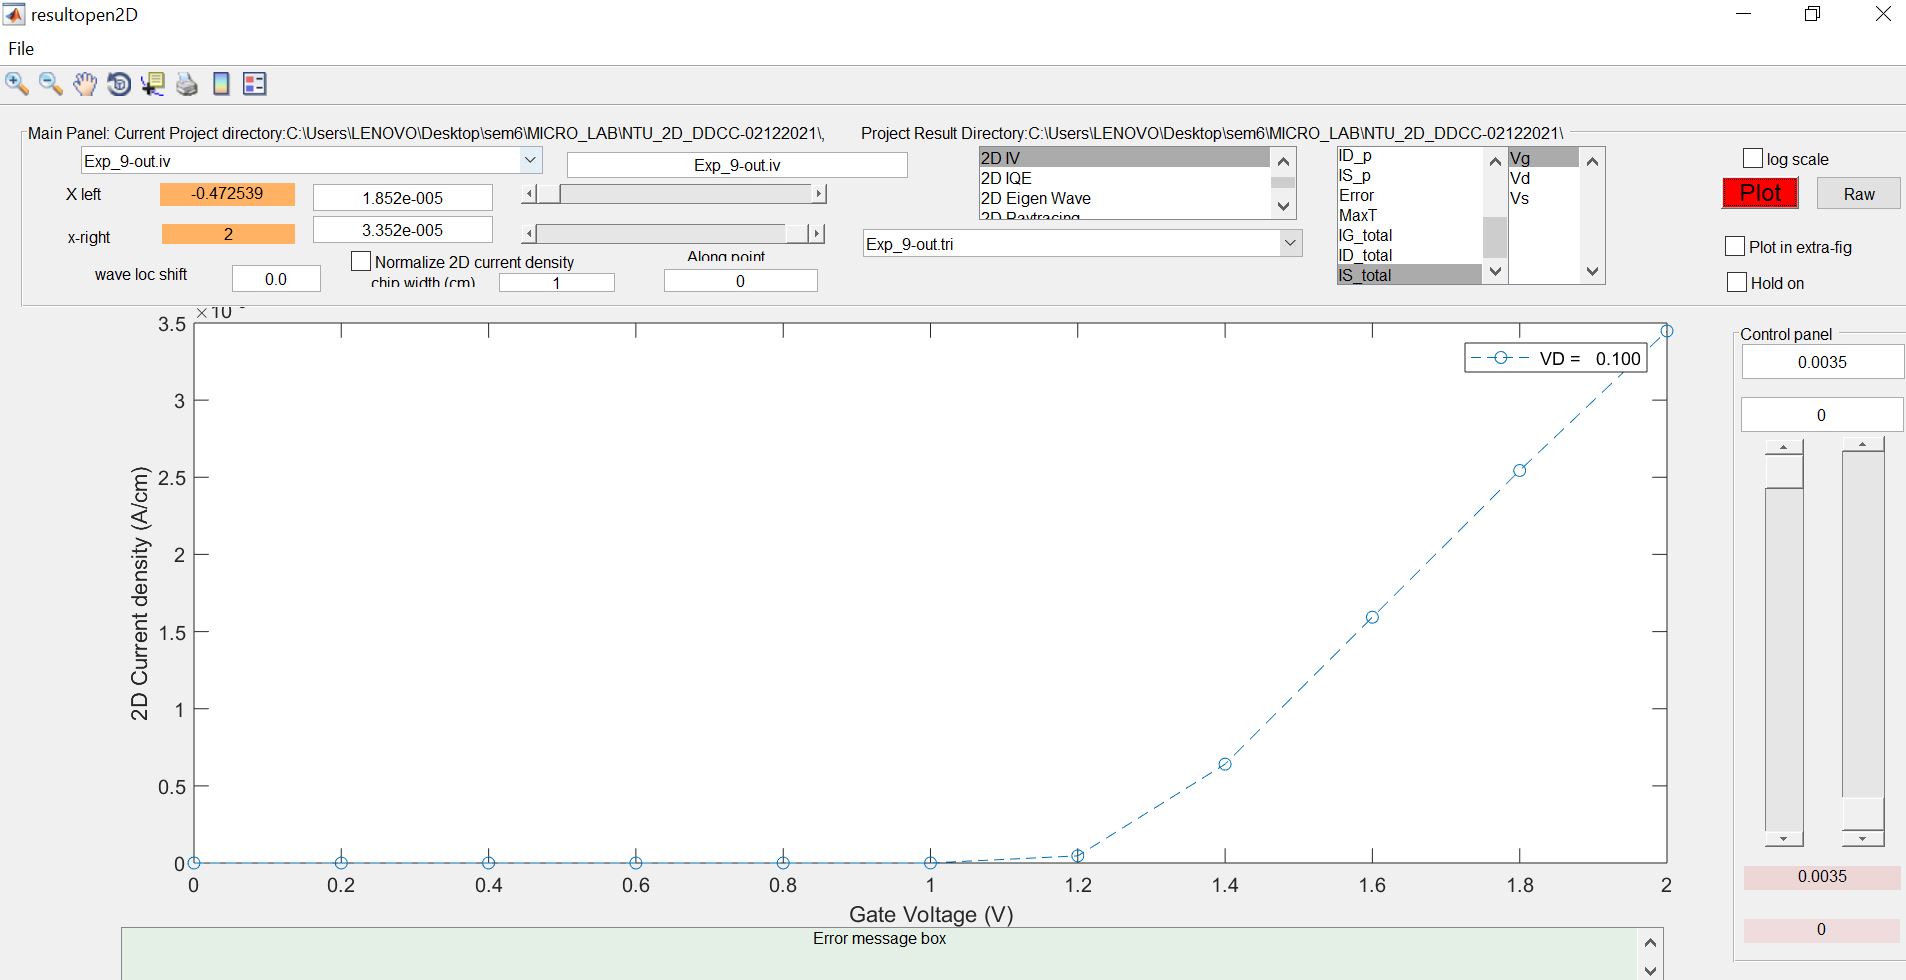 resultopen2D
File
Main Panel: Current Project directory:C:\Users\LENOVO\Desktop\sem6\MICRO_LAB\NTU_2D_DDCC-02122021\,
Project Result Directory:C:\Users\LENOVO\Desktop\sem6\MICRO_LAB\NTU_2D_DDCC-02122021\
Exp_9-out.iv
Exp_9-out.iv
X left
-0.472539
1.852e-005
x-right
2
3.352e-005
wave loc shift
0.0
Normalize 2D current density
chip width (cm)
1
Along point
0
2D IV
2D IQE
2D Eigen Wave
2D Raytracing
Exp_9-out.tri
ID_p
IS_p
Error
MaxT
IG_total
ID_total
IS_total
Vg
Vd
Vs
log scale
Plot
Raw
Plot in extra-fig
Hold on
×10
3.5
3
2.5
2
1.5
1
0.5
0
2D Current density (A/cm)
VD = 0.100
0 0.2 0.4 0.6 0.8 1 1.2 1.4 1.6 1.8 2
Gate Voltage (V)
Control panel
0.0035
0
0.0035
0
Error message box